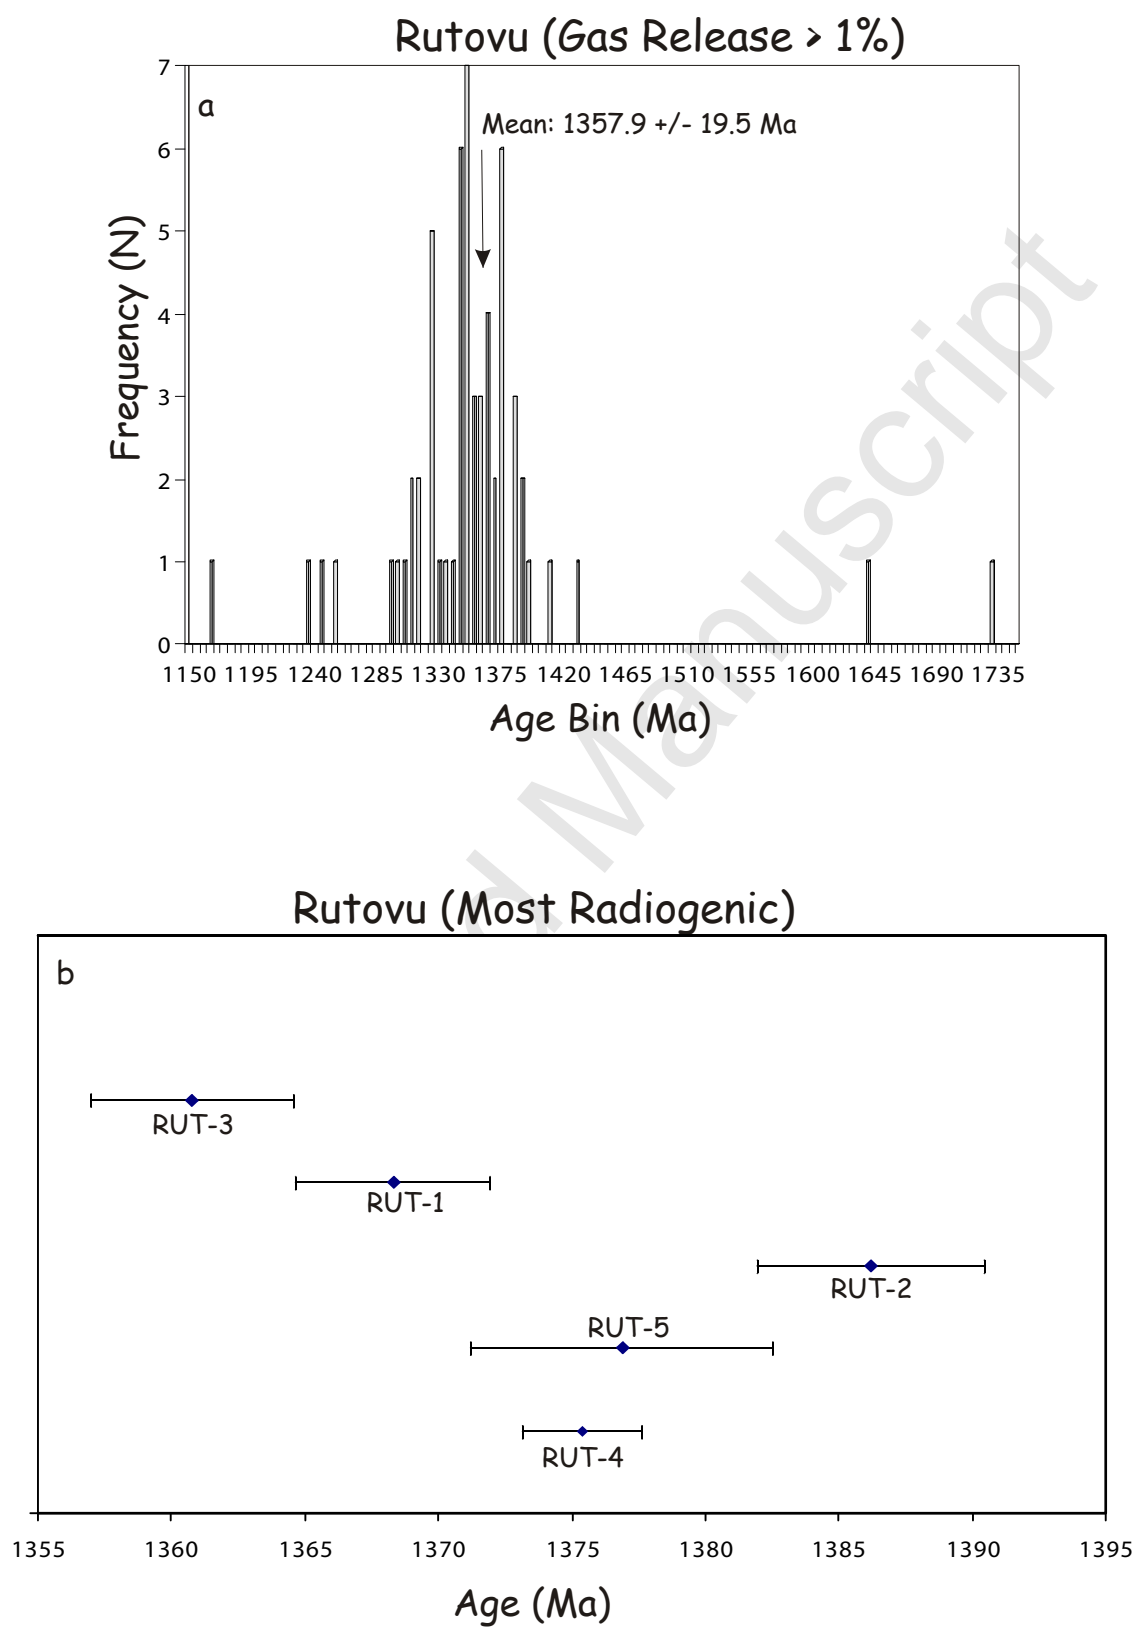 Rutovu (Gas Release > 1%)
7
a
Mean: 1357.9 +/- 19.5 Ma
6
5
4
3
2
1
0
Frequency (N)
1150 1195 1240 1285 1330 1375 1420 1465 1510 1555 1600 1645 1690 1735
Age Bin (Ma)
d Manuscript
Rutovu (Most Radiogenic)
b
RUT-3
RUT-1
RUT-2
RUT-5
RUT-4
1355 1360 1365 1370 1375 1380 1385 1390 1395
Age (Ma)